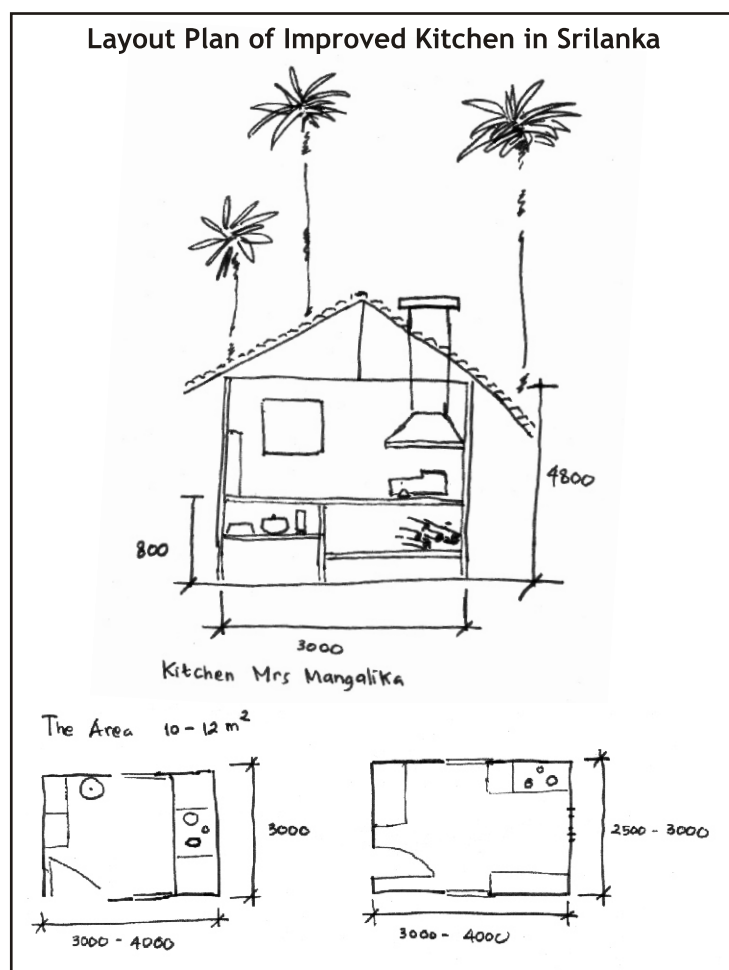 Layout Plan of Improved Kitchen in Srilanka
4800
800
3000
Kitchen Mrs Mangalika
The Area 10-12 m²
3000
2500 - 3000
3000 - 4000
3000 - 4000